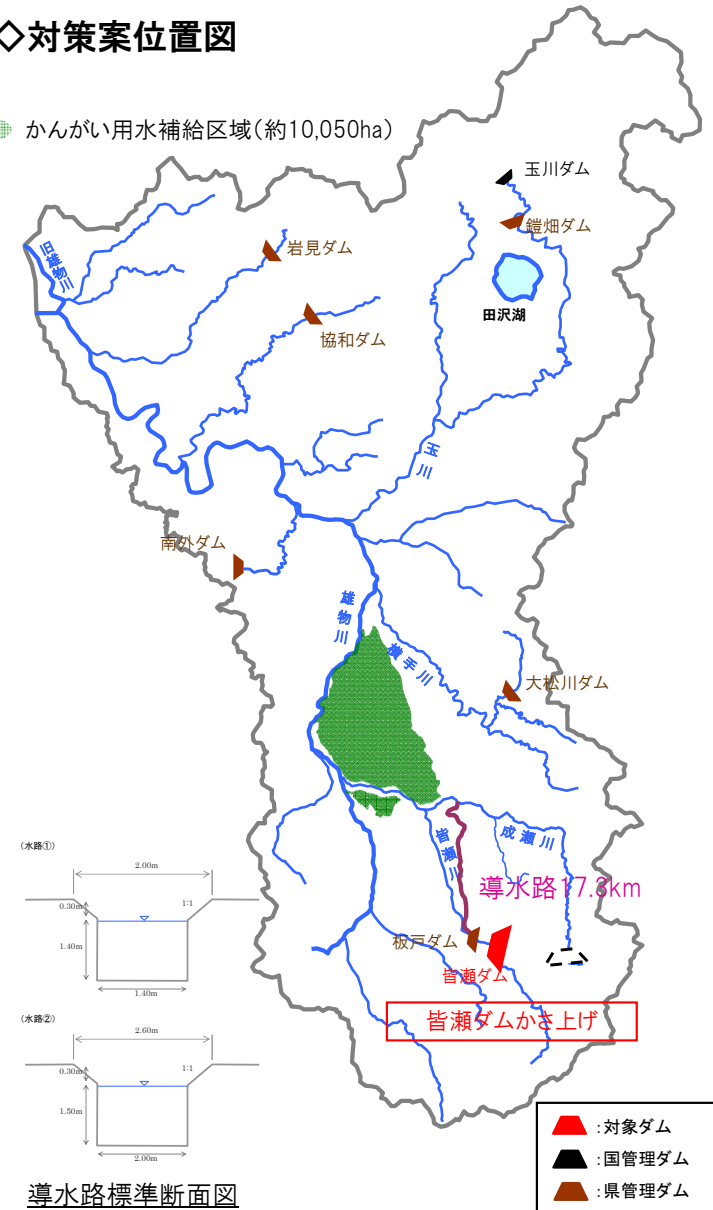 ◇対策案位置図
かんがい用水補給区域(約10,050ha)
玉川ダム
鎧畑ダム
岩見ダム
旧雄物川
協和ダム
田沢湖
玉川
南外ダム
雄物川
横手川
大松川ダム
成瀬川
皆瀬川
導水路17.3km
板戸ダム
皆瀬ダム
皆瀬ダムかさ上げ
(水路①)
2.00m
0.30m
1:1
1.40m
1.40m
(水路②)
2.60m
0.30m
1:1
1.50m
2.00m
導水路標準断面図
:対象ダム
:国管理ダム
:県管理ダム